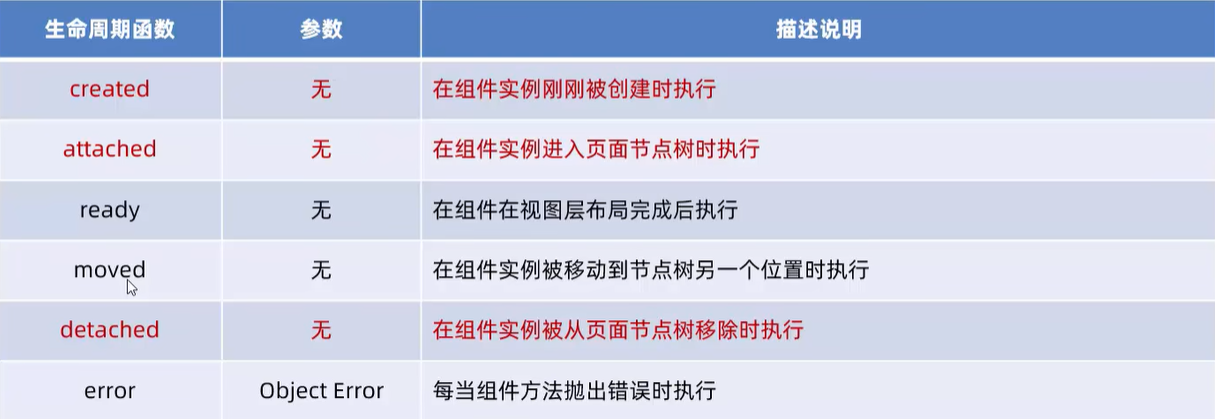 生命周期函数 参数 描述说明
created 无 在组件实例刚刚被创建时执行
attached 无 在组件实例进入页面节点树时执行
ready 无 在组件在视图层布局完成后执行
moved 无 在组件实例被移动到节点树另一个位置时执行
detached 无 在组件实例被从页面节点树移除时执行
error Object Error 每当组件方法抛出错误时执行